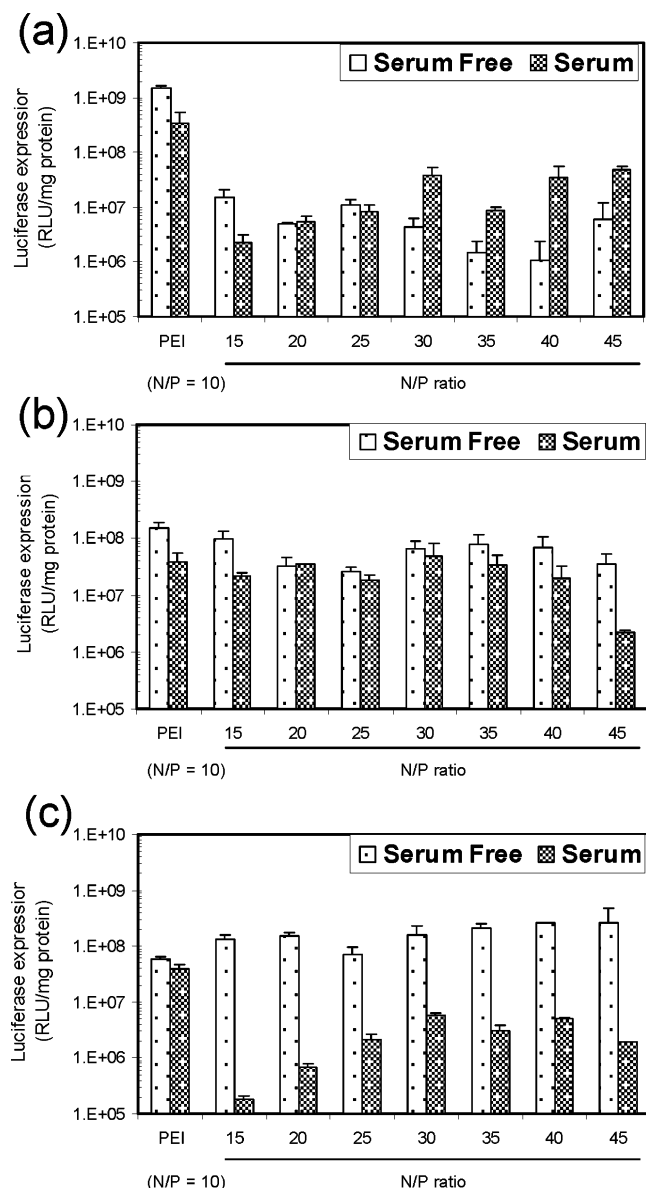 (a)
Serum Free Serum
Luciferase expression
(RLU/mg protein)
1.E+10
1.E+09
1.E+08
1.E+07
1.E+06
1.E+05
PEI 15 20 25 30 35 40 45
(N/P = 10) N/P ratio
(b)
Serum Free Serum
Luciferase expression
(RLU/mg protein)
1.E+10
1.E+09
1.E+08
1.E+07
1.E+06
1.E+05
PEI 15 20 25 30 35 40 45
(N/P = 10) N/P ratio
(c)
Serum Free Serum
Luciferase expression
(RLU/mg protein)
1.E+10
1.E+09
1.E+08
1.E+07
1.E+06
1.E+05
PEI 15 20 25 30 35 40 45
(N/P = 10) N/P ratio